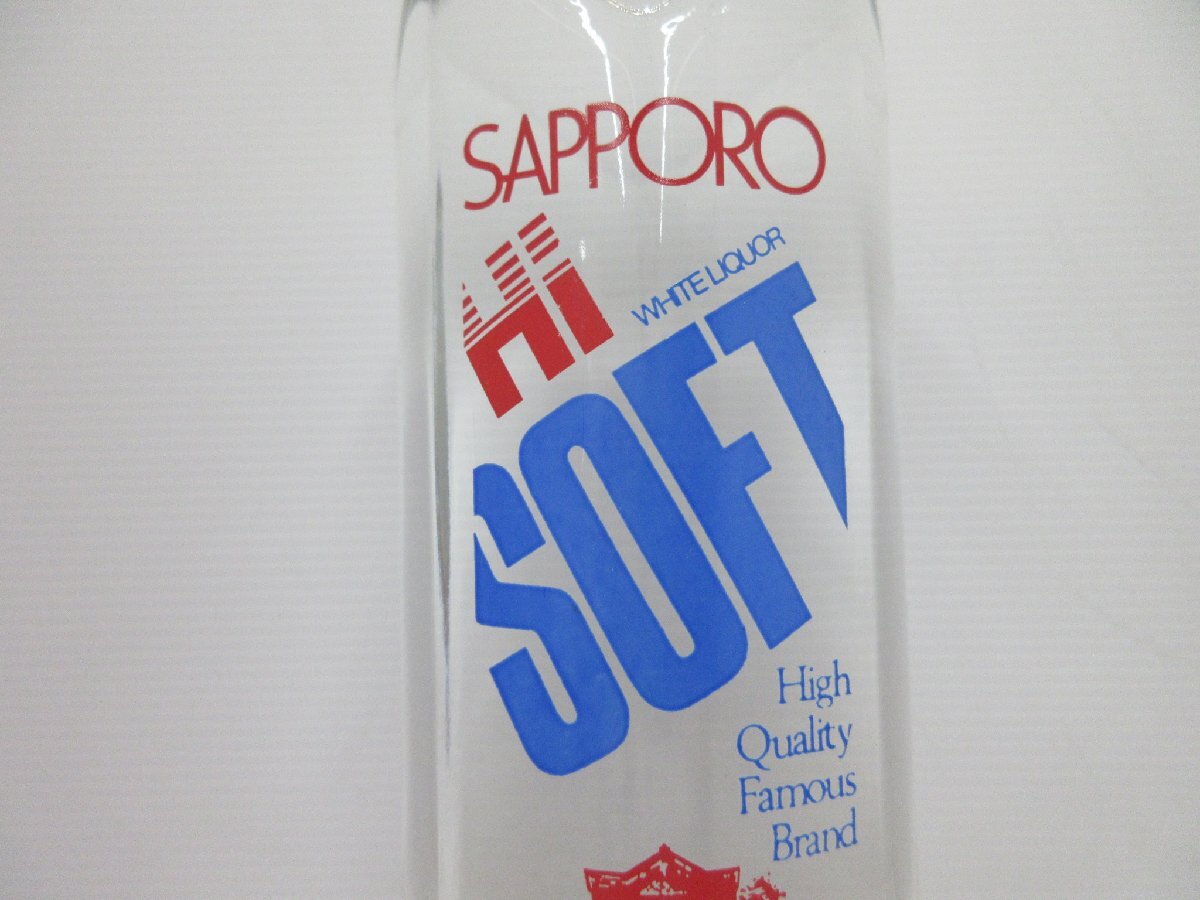 SAPPORO
HI
WHITE LIQUOR
SOFT
High
Quality
Famous
Brand